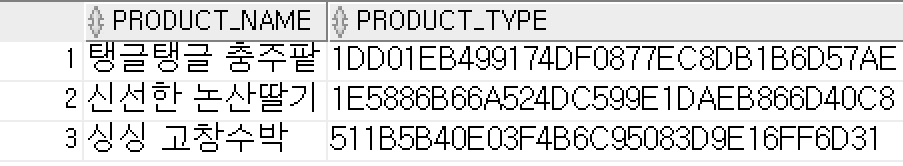 PRODUCT_NAME PRODUCT_TYPE
1 탱글탱글 충주팥 1DD01EB499174DF0877EC8DB1B6D57AE
2 신선한 논산딸기 1E5886B66A524DC599E1DAEB866D40C8
3 싱싱 고창수박 511B5B40E03F4B6C95083D9E16FF6D31